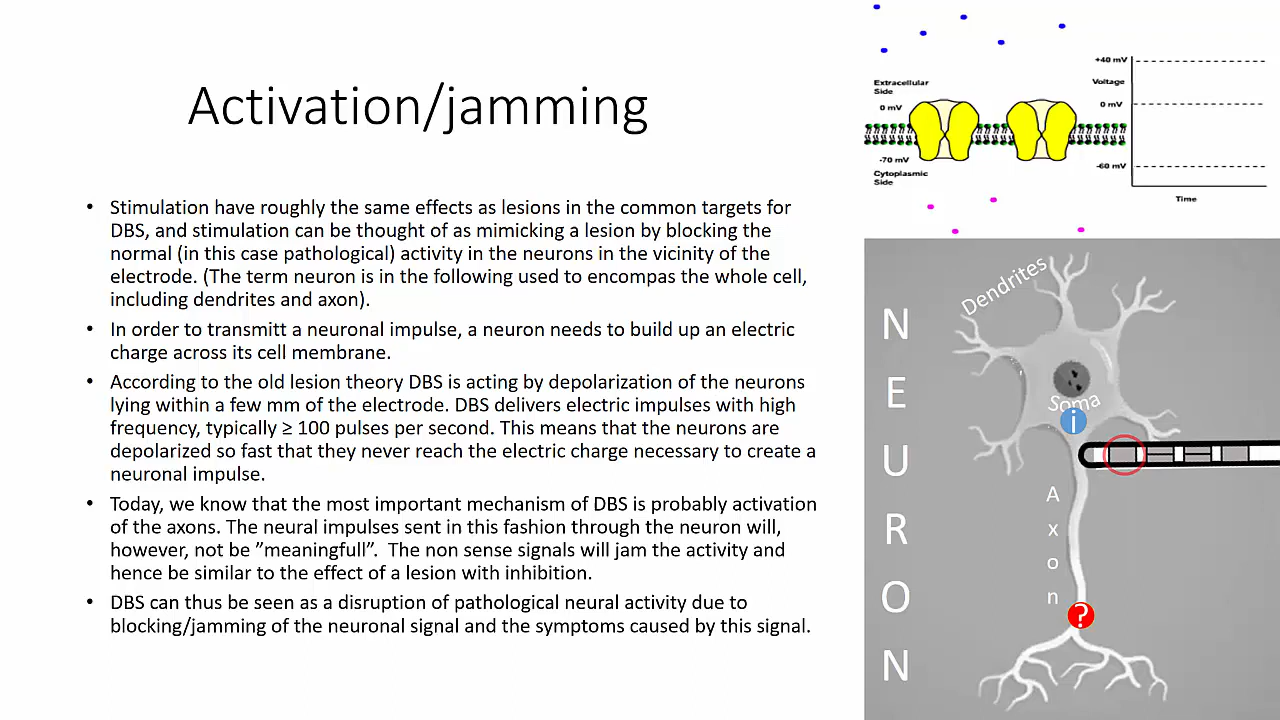 Activation/jamming
• Stimulation have roughly the same effects as lesions in the common targets for
DBS, and stimulation can be thought of as mimicking a lesion by blocking the
normal (in this case pathological) activity in the neurons in the vicinity of the
electrode. (The term neuron is in the following used to encompas the whole cell,
including dendrites and axon).
• In order to transmitt a neuronal impulse, a neuron needs to build up an electric
charge across its cell membrane.
• According to the old lesion theory DBS is acting by depolarization of the neurons
lying within a few mm of the electrode. DBS delivers electric impulses with high
frequency, typically ≥ 100 pulses per second. This means that the neurons are
depolarized so fast that they never reach the electric charge necessary to create a
neuronal impulse.
• Today, we know that the most important mechanism of DBS is probably activation
of the axons. The neural impulses sent in this fashion through the neuron will,
however, not be ”meaningfull”. The non sense signals will jam the activity and
hence be similar to the effect of a lesion with inhibition.
• DBS can thus be seen as a disruption of pathological neural activity due to
blocking/jamming of the neuronal signal and the symptoms caused by this signal.
Extracellular
Side
0 mV
-70 mV
Cytoplasmic
Side
+40 mV
Voltage
0 mV
-60 mV
Time
NEURON
Dendrites
Soma
i
Axon
?